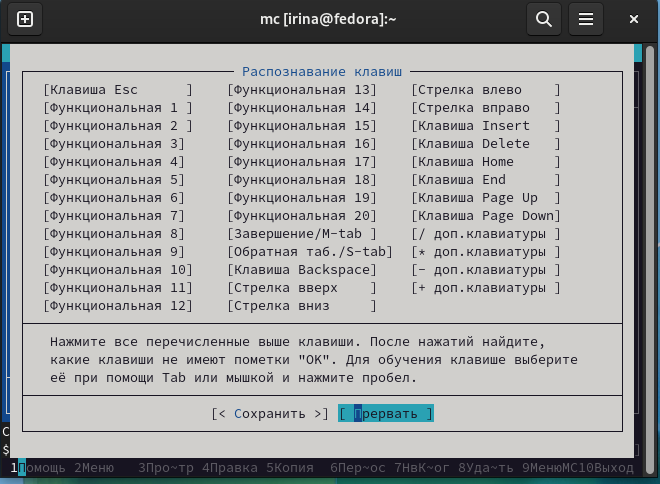 mc [irina@fedora]:~
Распознавание клавиш
[Клавиша Esc      ] [Функциональная 13] [Стрелка влево    ]
[Функциональная 1 ] [Функциональная 14] [Стрелка вправо   ]
[Функциональная 2 ] [Функциональная 15] [Клавиша Insert   ]
[Функциональная 3] [Функциональная 16] [Клавиша Delete   ]
[Функциональная 4] [Функциональная 17] [Клавиша Home     ]
[Функциональная 5] [Функциональная 18] [Клавиша End      ]
[Функциональная 6] [Функциональная 19] [Клавиша Page Up  ]
[Функциональная 7] [Функциональная 20] [Клавиша Page Down]
[Функциональная 8] [Завершение/M-tab ] [/ доп.клавиатуры ]
[Функциональная 9] [Обратная таб./S-tab] [* доп.клавиатуры ]
[Функциональная 10] [Клавиша Backspace] [- доп.клавиатуры ]
[Функциональная 11] [Стрелка вверх    ] [+ доп.клавиатуры ]
[Функциональная 12] [Стрелка вниз     ]
Нажмите все перечисленные выше клавиши. После нажатий найдите,
какие клавиши не имеют пометки "OK". Для обучения клавише выберите
её при помощи Tab или мышкой и нажмите пробел.
[< Сохранить >] [ Прервать ]
С
$ ]
1Помощь 2Меню 3Про~тр 4Правка 5Копия 6Пер~ос 7НвК~ог 8Уда~ть 9МенюMC10Выход